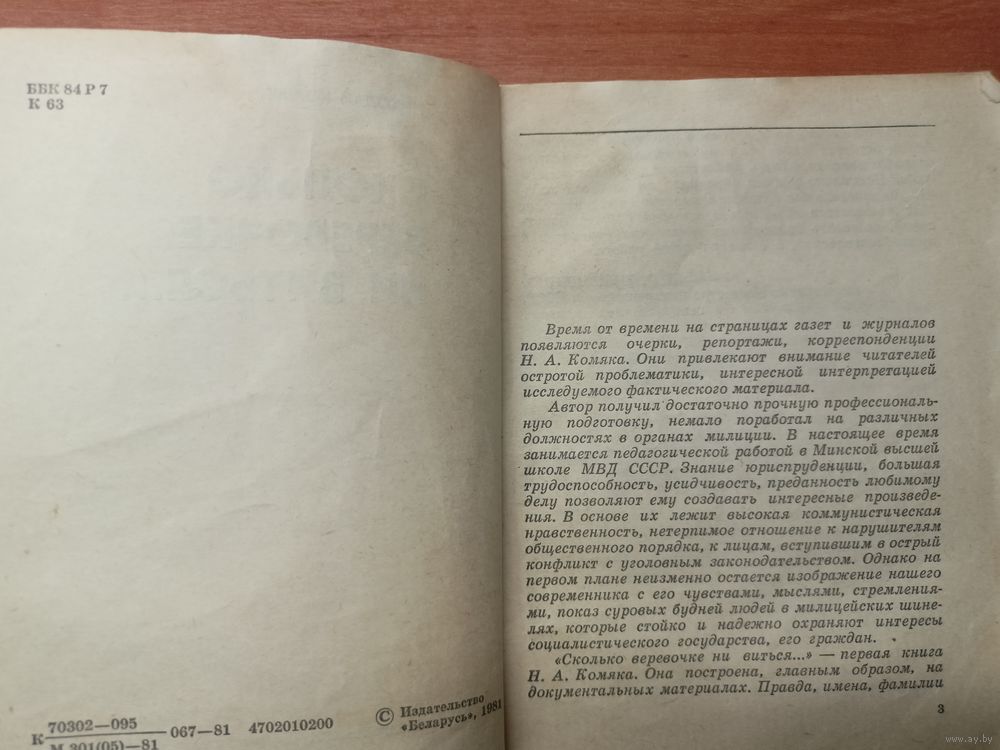 ББК 84 Р 7
К 63
К 70302—095
М 301(05)—81 067—81 4702010200
© Издательство
«Беларусь», 1981
Время от времени на страницах газет и журналов
появляются очерки, репортажи, корреспонденции
Н. А. Комяка. Они привлекают внимание читателей
остротой проблематики, интересной интерпретацией
исследуемого фактического материала.
Автор получил достаточно прочную профессиональ-
ную подготовку, немало поработал на различных
должностях в органах милиции. В настоящее время
занимается педагогической работой в Минской высшей
школе МВД СССР. Знание юриспруденции, большая
трудоспособность, усидчивость, преданность любимому
делу позволяют ему создавать интересные произведе-
ния. В основе их лежит высокая коммунистическая
нравственность, нетерпимое отношение к нарушителям
общественного порядка, к лицам, вступившим в острый
конфликт с уголовным законодательством. Однако на
первом плане неизменно остается изображение нашего
современника с его чувствами, мыслями, стремления-
ми, показ суровых будней людей в милицейских шине-
лях, которые стойко и надежно охраняют интересы
социалистического государства, его граждан.
«Сколько веревочке ни виться...» — первая книга
Н. А. Комяка. Она построена, главным образом, на
документальных материалах. Правда, имена, фамилии
3
www.ay.by